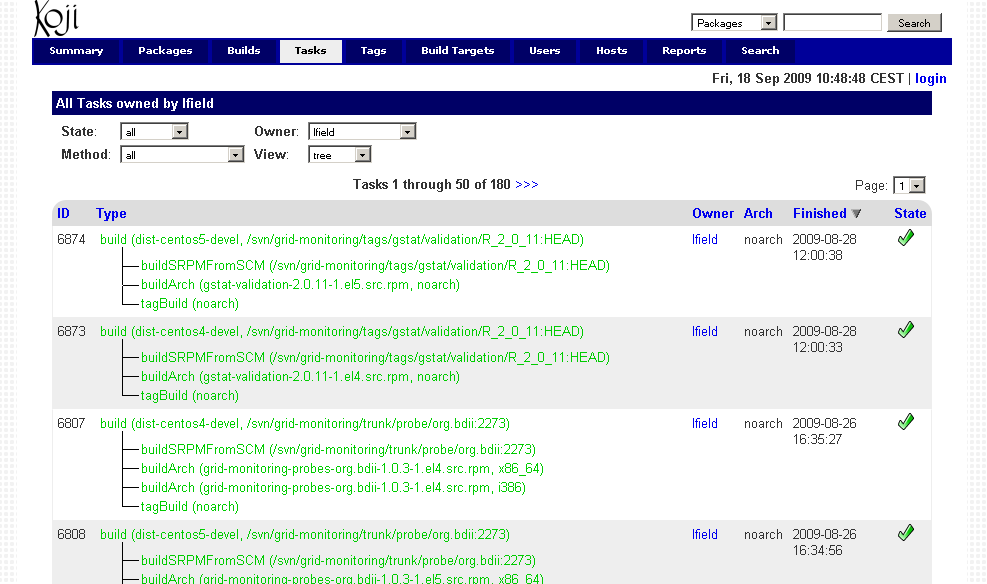 Koji
Packages Search
Summary Packages Builds Tasks Tags Build Targets Users Hosts Reports Search
Fri, 18 Sep 2009 10:48:48 CEST | login
All Tasks owned by lfield
State: all Owner: lfield
Method: all View: tree
Tasks 1 through 50 of 180 >>> Page: 1
ID Type Owner Arch Finished State
6874 build (dist-centos5-devel, /svn/grid-monitoring/tags/gstat/validation/R_2_0_11:HEAD) lfield noarch 2009-08-28
12:00:38
buildSRPMFromSCM (/svn/grid-monitoring/tags/gstat/validation/R_2_0_11:HEAD)
buildArch (gstat-validation-2.0.11-1.el5.src.rpm, noarch)
tagBuild (noarch)
6873 build (dist-centos4-devel, /svn/grid-monitoring/tags/gstat/validation/R_2_0_11:HEAD) lfield noarch 2009-08-28
12:00:33
buildSRPMFromSCM (/svn/grid-monitoring/tags/gstat/validation/R_2_0_11:HEAD)
buildArch (gstat-validation-2.0.11-1.el4.src.rpm, noarch)
tagBuild (noarch)
6807 build (dist-centos4-devel, /svn/grid-monitoring/trunk/probe/org.bdii:2273) lfield noarch 2009-08-26
16:35:27
buildSRPMFromSCM (/svn/grid-monitoring/trunk/probe/org.bdii:2273)
buildArch (grid-monitoring-probes-org.bdii-1.0.3-1.el4.src.rpm, x86_64)
buildArch (grid-monitoring-probes-org.bdii-1.0.3-1.el4.src.rpm, i386)
tagBuild (noarch)
6808 build (dist-centos5-devel, /svn/grid-monitoring/trunk/probe/org.bdii:2273) lfield noarch 2009-08-26
16:34:56
buildSRPMFromSCM (/svn/grid-monitoring/trunk/probe/org.bdii:2273)
buildArch (grid-monitoring-probes-org.bdii-1.0.3-1.el5.src.rpm, x86_64)